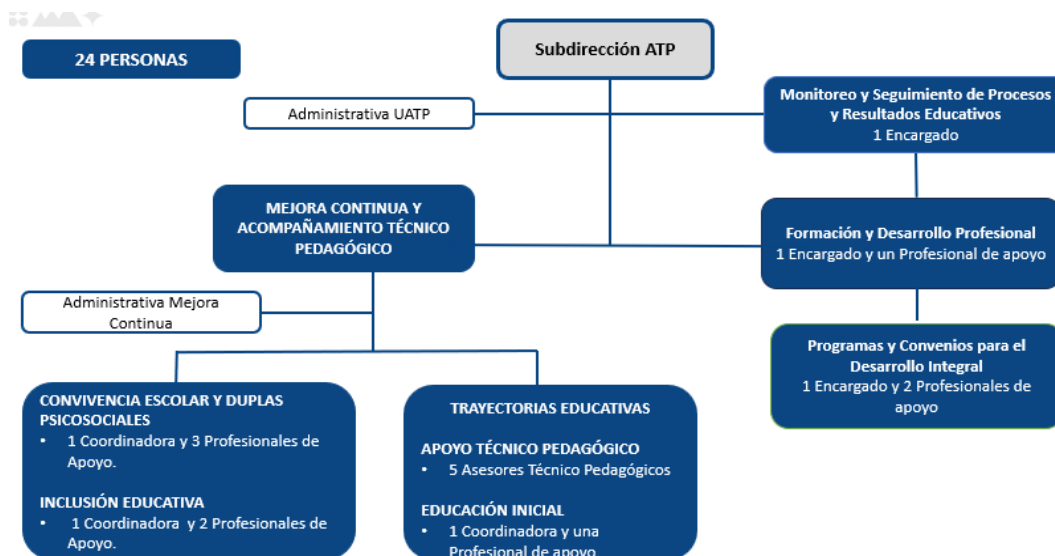 24 PERSONAS
Subdirección ATP
Administrativa UATP
Monitoreo y Seguimiento de Procesos
y Resultados Educativos
1 Encargado
MEJORA CONTINUA Y
ACOMPAÑAMIENTO TÉCNICO
PEDAGÓGICO
Formación y Desarrollo Profesional
1 Encargado y un Profesional de apoyo
Administrativa Mejora
Continua
Programas y Convenios para el
Desarrollo Integral
1 Encargado y 2 Profesionales de
apoyo
CONVIVENCIA ESCOLAR Y DUPLAS
PSICOSOCIALES
• 1 Coordinadora y 3 Profesionales de
Apoyo.
INCLUSIÓN EDUCATIVA
• 1 Coordinadora y 2 Profesionales de
Apoyo.
TRAYECTORIAS EDUCATIVAS
APOYO TÉCNICO PEDAGÓGICO
• 5 Asesores Técnico Pedagógicos
EDUCACIÓN INICIAL
• 1 Coordinadora y una
Profesional de apoyo